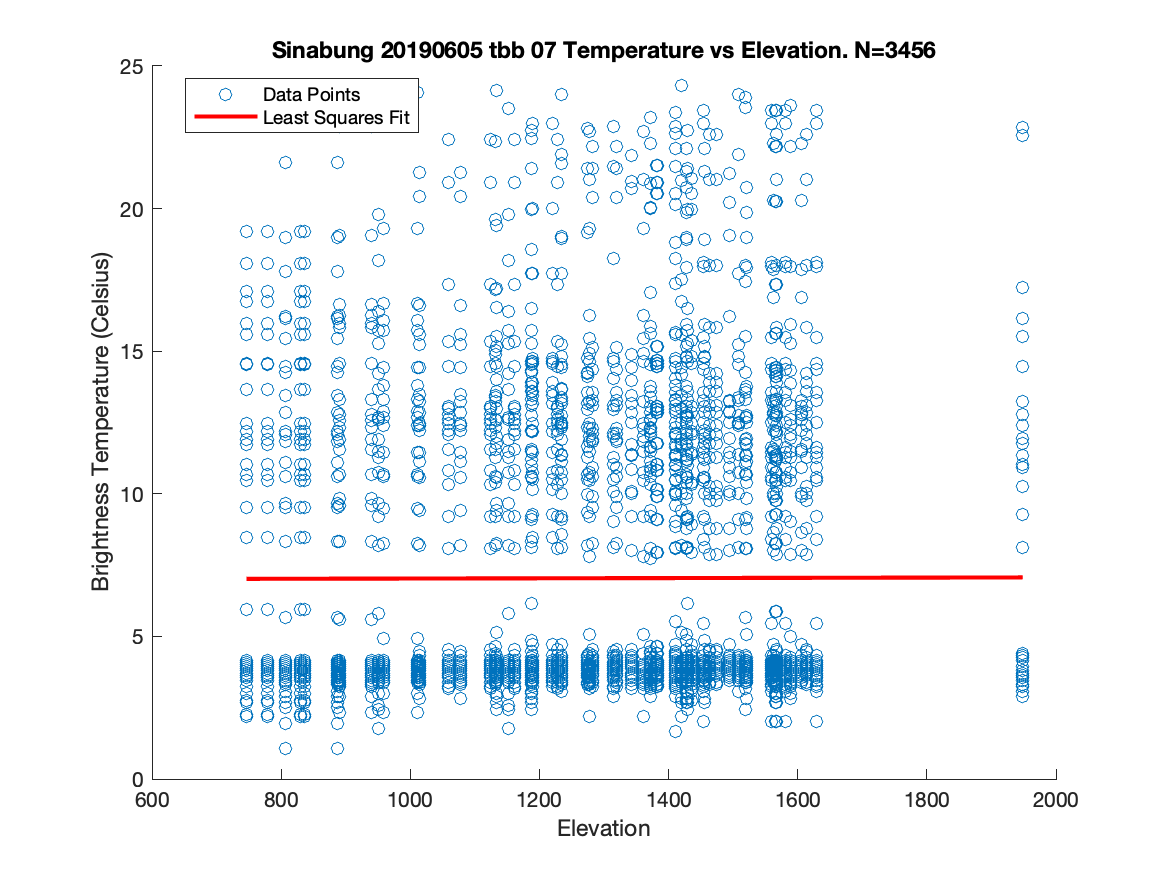 Sinabung 20190605 tbb 07 Temperature vs Elevation. N=3456
Data Points
Least Squares Fit
Brightness Temperature (Celsius)
25
20
15
10
5
0
600 800 1000 1200 1400 1600 1800 2000
Elevation